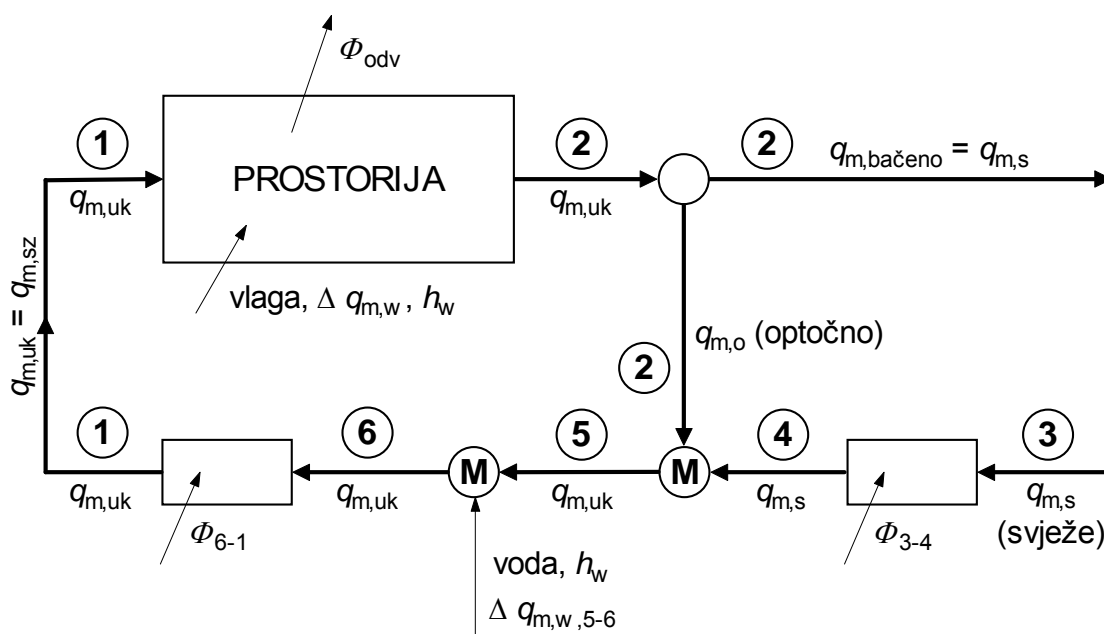 Φodv
1
2
2
qm,bačeno = qm,s
PROSTORIJA
qm,uk
qm,uk
qm,uk = qm,sz
vlaga, Δ qm,w , hw
qm,o (optočno)
2
1
6
5
4
3
M
M
qm,uk
qm,uk
qm,uk
qm,s
qm,s
(svježe)
Φ6-1
Φ3-4
voda, hw
Δ qm,w ,5-6